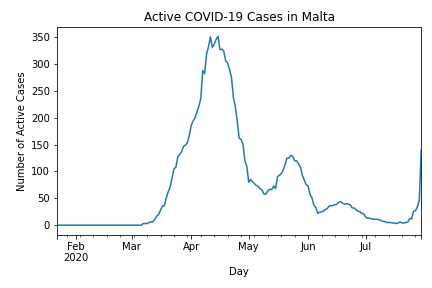 Active COVID-19 Cases in Malta
Number of Active Cases
350
300
250
200
150
100
50
0
Feb
2020
Mar
Apr
May
Jun
Jul
Day